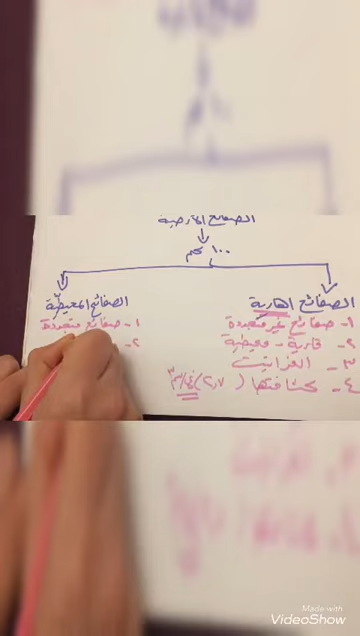 الصفائح الأرضية
١٠٠ كم
الصفائح القارية
١- صفائح غير متجددة
٢- قارية - محيطية
٣- الغرانيت
٤- كثافتها (٢,٧) غ/سم٣
الصفائح المحيطية
١- صفائح متجددة
٢-
Made with
VideoShow